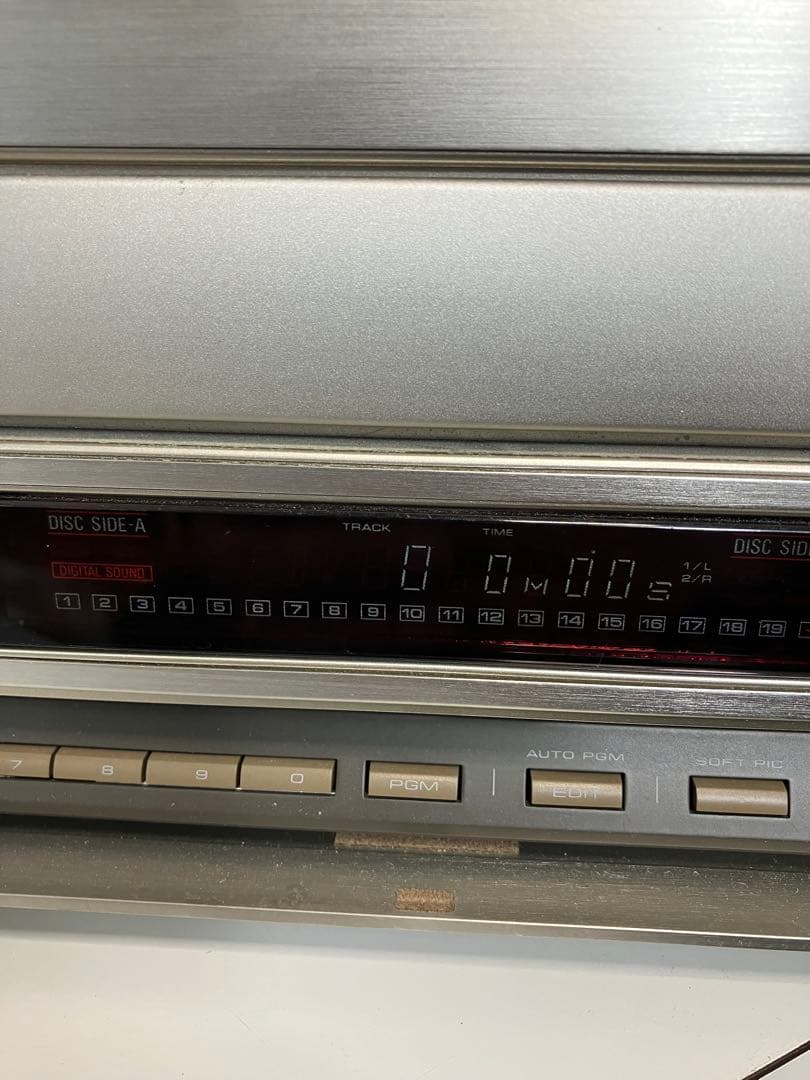 DISC SIDE-A
TRACK
TIME
DISC SID
DIGITAL SOUND
0
0M00S
1/L
2/R
1 2 3 4 5 6 7 8 9 10 11 12 13 14 15 16 17 18 19
AUTO PGM
SOFT PIC
7 8 9 0 PGM EDIT